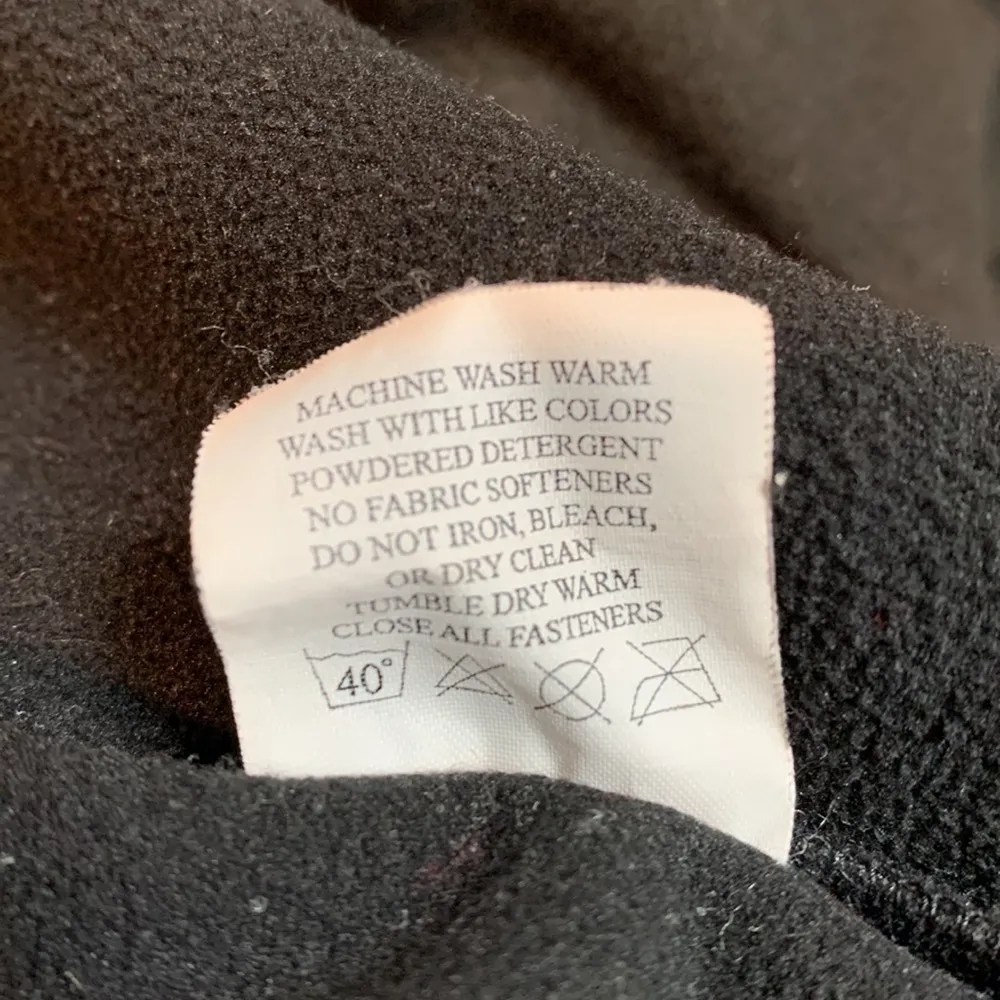 MACHINE WASH WARM
WASH WITH LIKE COLORS
POWDERED DETERGENT
NO FABRIC SOFTENERS
DO NOT IRON, BLEACH,
OR DRY CLEAN
TUMBLE DRY WARM
CLOSE ALL FASTENERS
40°